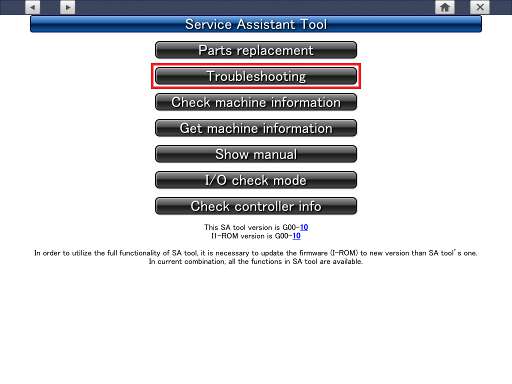 Service Assistant Tool
Parts replacement
Troubleshooting
Check machine information
Get machine information
Show manual
I/O check mode
Check controller info
This SA tool version is G00-10
II-ROM version is G00-10
In order to utilize the full functionality of SA tool, it is necessary to update the firmware (I-ROM) to new version than SA tool's one.
In current combination, all the functions in SA tool are available.